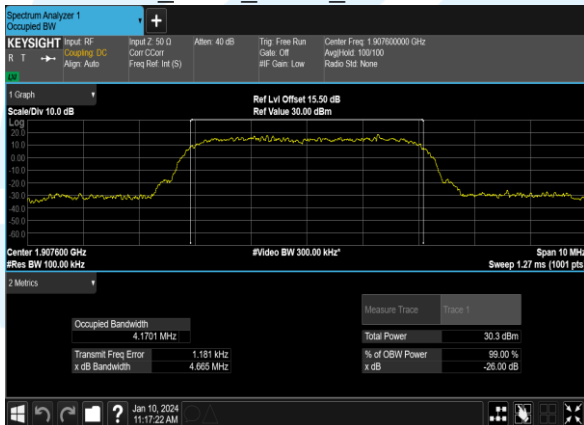 Spectrum Analyzer 1
Occupied BW
KEYSIGHT Input: RF Input Z: 50 Ω Atten: 40 dB Trig: Free Run Center Freq: 1.907600000 GHz
R T Coupling: DC Corr CCorr Gate: Off Avg|Hold: 100/100
Align: Auto Freq Ref: Int (S) #IF Gain: Low Radio Std: None
1 Graph
Scale/Div 10.0 dB Ref Lvl Offset 15.50 dB
Ref Value 30.00 dBm
Log
20.0
10.0
0.00
-10.0
-20.0
-30.0
-40.0
-50.0
-60.0
Center 1.907600 GHz #Video BW 300.00 kHz* Span 10 MHz
#Res BW 100.00 kHz Sweep 1.27 ms (1001 pts
2 Metrics
Measure Trace Trace 1
Occupied Bandwidth
4.1701 MHz Total Power 30.3 dBm
Transmit Freq Error 1.181 kHz % of OBW Power 99.00 %
x dB Bandwidth 4.665 MHz x dB -26.00 dB
? Jan 10, 2024
11:17:22 AM